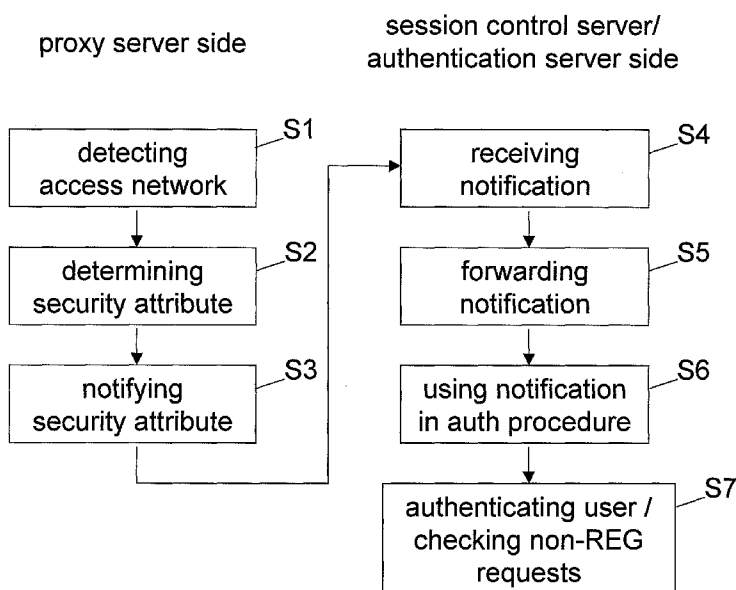 proxy server side
session control server/
authentication server side
S1
detecting
access network
S2
determining
security attribute
S3
notifying
security attribute
S4
receiving
notification
S5
forwarding
notification
S6
using notification
in auth procedure
S7
authenticating user /
checking non-REG
requests